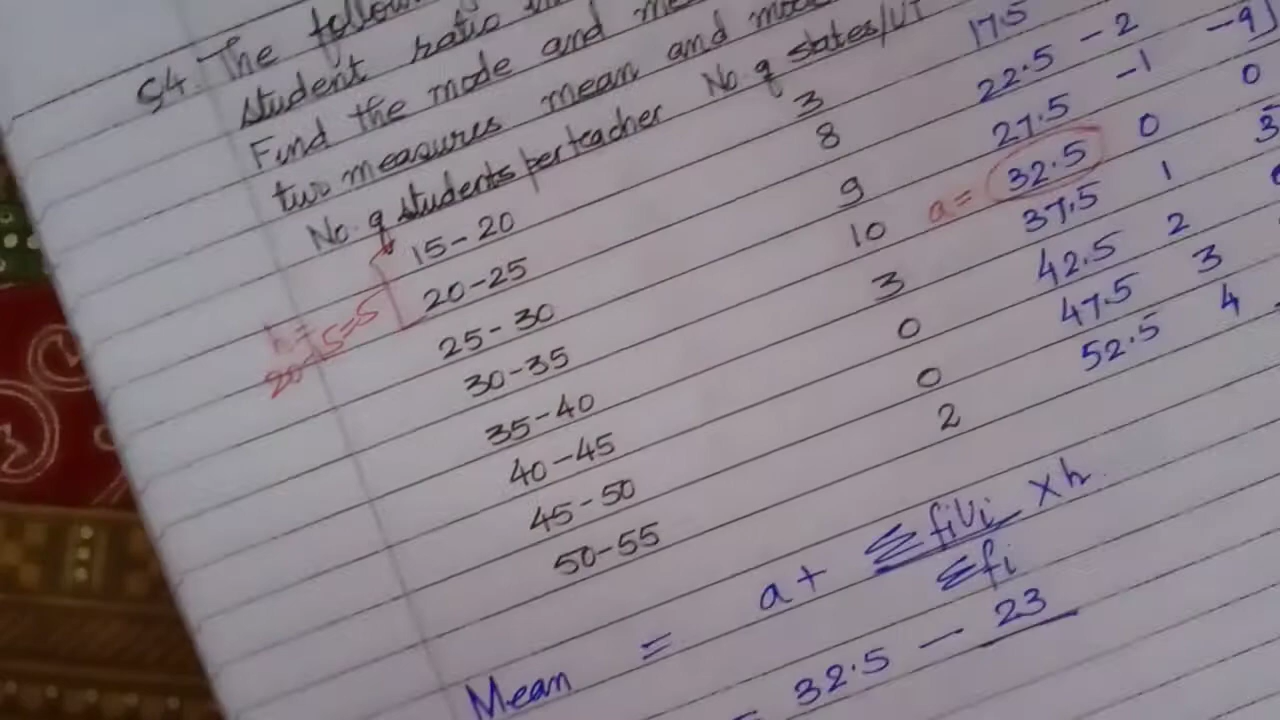 54. The follow
student ratio
Find the mode and
two measures mean and mode
No. of students per teacher No. of states/UT
15-20 3 17.5
20-25 8 22.5 -2
25-30 9 27.5 -1 -9
30-35 10 a= 32.5 0 0
35-40 3 37.5 1 3
40-45 0 42.5 2
45-50 0 47.5 3
50-55 2 52.5 4
h=
20-15=5
Mean = a+ Σfiui/Σfi xh
= 32.5 - 23